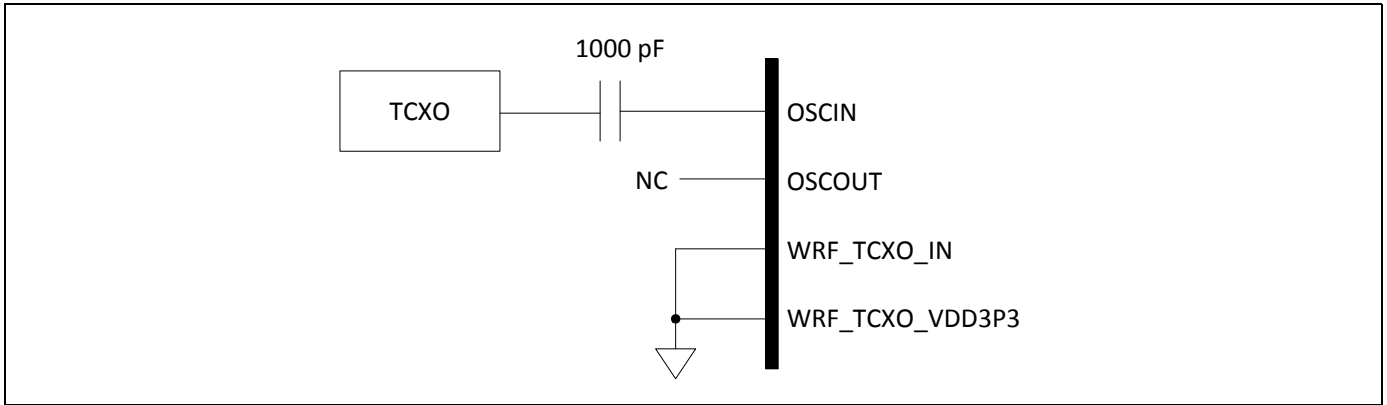 1000 pF
TCXO
OSCIN
NC
OSCOUT
WRF_TCXO_IN
WRF_TCXO_VDD3P3